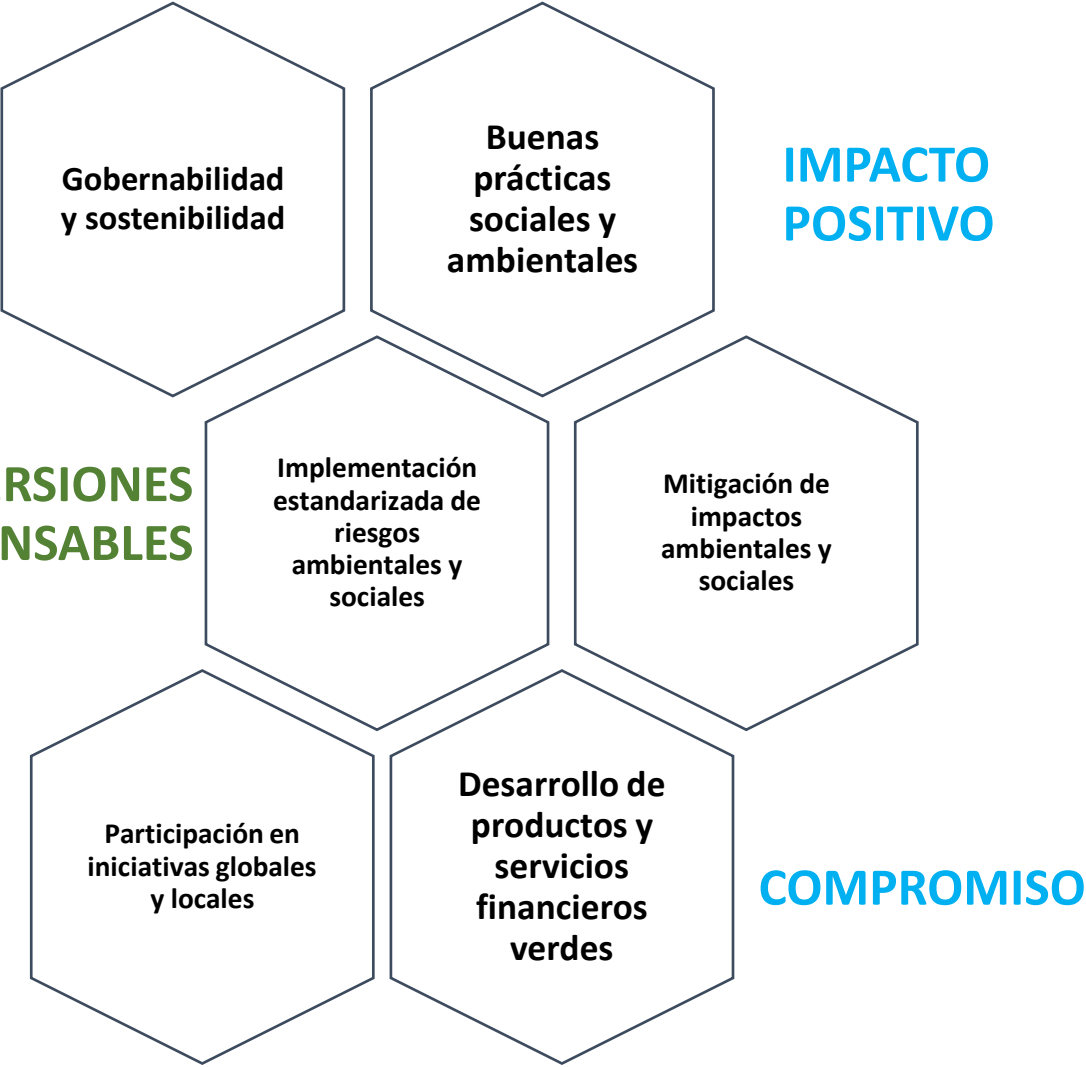 Gobernabilidad
y sostenibilidad
Buenas
prácticas
sociales y
ambientales
IMPACTO
POSITIVO
ERSIONES
NSABLES
Implementación
estandarizada de
riesgos
ambientales y
sociales
Mitigación de
impactos
ambientales y
sociales
Participación en
iniciativas globales
y locales
Desarrollo de
productos y
servicios
financieros
verdes
COMPROMISO